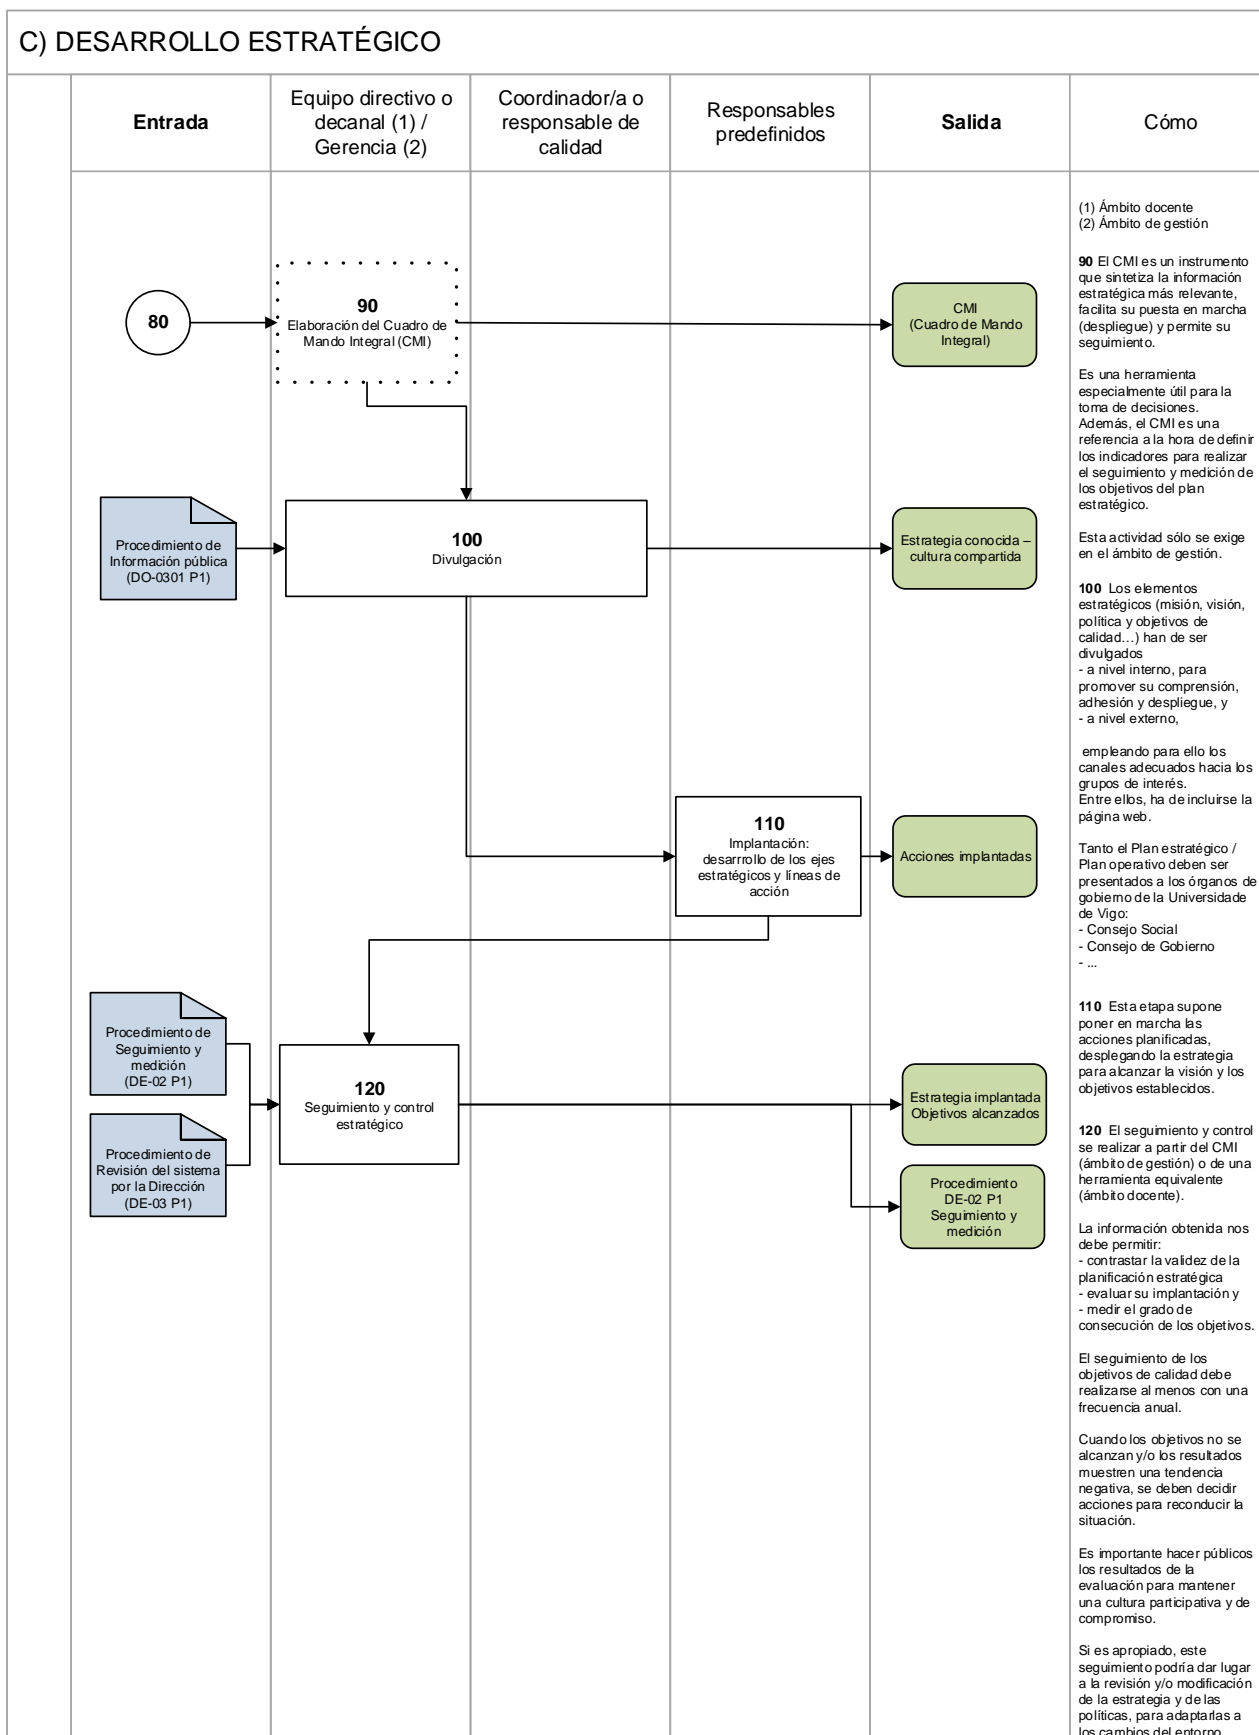 C) DESARROLLO ESTRATÉGICO
Entrada
Equipo directivo o
decanal (1) /
Gerencia (2)
Coordinador/a o
responsable de
calidad
Responsables
predefinidos
Salida
Cómo
80
90
Elaboración del Cuadro de
Mando Integral (CMI)
CMI
(Cuadro de Mando
Integral)
Procedimiento de
Información pública
(DO-0301 P1)
100
Divulgación
Estrategia conocida –
cultura compartida
110
Implantación:
desarrollo de los ejes
estratégicos y líneas de
acción
Acciones implantadas
Procedimiento de
Seguimiento y
medición
(DE-02 P1)
Procedimiento de
Revisión del sistema
por la Dirección
(DE-03 P1)
120
Seguimiento y control
estratégico
Estrategia implantada
Objetivos alcanzados
Procedimiento
DE-02 P1
Seguimiento y
medición
(1) Ámbito docente
(2) Ámbito de gestión
90 El CMI es un instrumento
que sintetiza la información
estratégica más relevante,
facilita su puesta en marcha
(despliegue) y permite su
seguimiento.
Es una herramienta
especialmente útil para la
toma de decisiones.
Además, el CMI es una
referencia a la hora de definir
los indicadores para realizar
el seguimiento y medición de
los objetivos del plan
estratégico.
Esta actividad sólo se exige
en el ámbito de gestión.
100 Los elementos
estratégicos (misión, visión,
política y objetivos de
calidad...) han de ser
divulgados
- a nivel interno, para
promover su comprensión,
adhesión y despliegue, y
- a nivel externo,
empleando para ello los
canales adecuados hacia los
grupos de interés.
Entre ellos, ha de incluirse la
página web.
Tanto el Plan estratégico /
Plan operativo deben ser
presentados a los órganos de
gobierno de la Universidade
de Vigo:
- Consejo Social
- Consejo de Gobierno
- ...
110 Esta etapa supone
poner en marcha las
acciones planificadas,
desplegando la estrategia
para alcanzar la visión y los
objetivos establecidos.
120 El seguimiento y control
se realizar a partir del CMI
(ámbito de gestión) o de una
herramienta equivalente
(ámbito docente).
La información obtenida nos
debe permitir:
- contrastar la validez de la
planificación estratégica
- evaluar su implantación y
- medir el grado de
consecución de los objetivos.
El seguimiento de los
objetivos de calidad debe
realizarse al menos con una
frecuencia anual.
Cuando los objetivos no se
alcanzan y/o los resultados
muestren una tendencia
negativa, se deben decidir
acciones para reconducir la
situación.
Es importante hacer públicos
los resultados de la
evaluación para mantener
una cultura participativa y de
compromiso.
Si es apropiado, este
seguimiento podría dar lugar
a la revisión y/o modificación
de la estrategia y de las
políticas, para adaptarlas a
los cambios del entorno